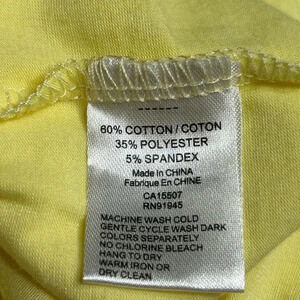 ------
60% COTTON / COTON
35% POLYESTER
5% SPANDEX
Made In CHINA
Fabrique En CHINE
CA15507
RN91945
MACHINE WASH COLD
GENTLE CYCLE WASH DARK
COLORS SEPARATELY
NO CHLORINE BLEACH
HANG TO DRY
WARM IRON OR
DRY CLEAN